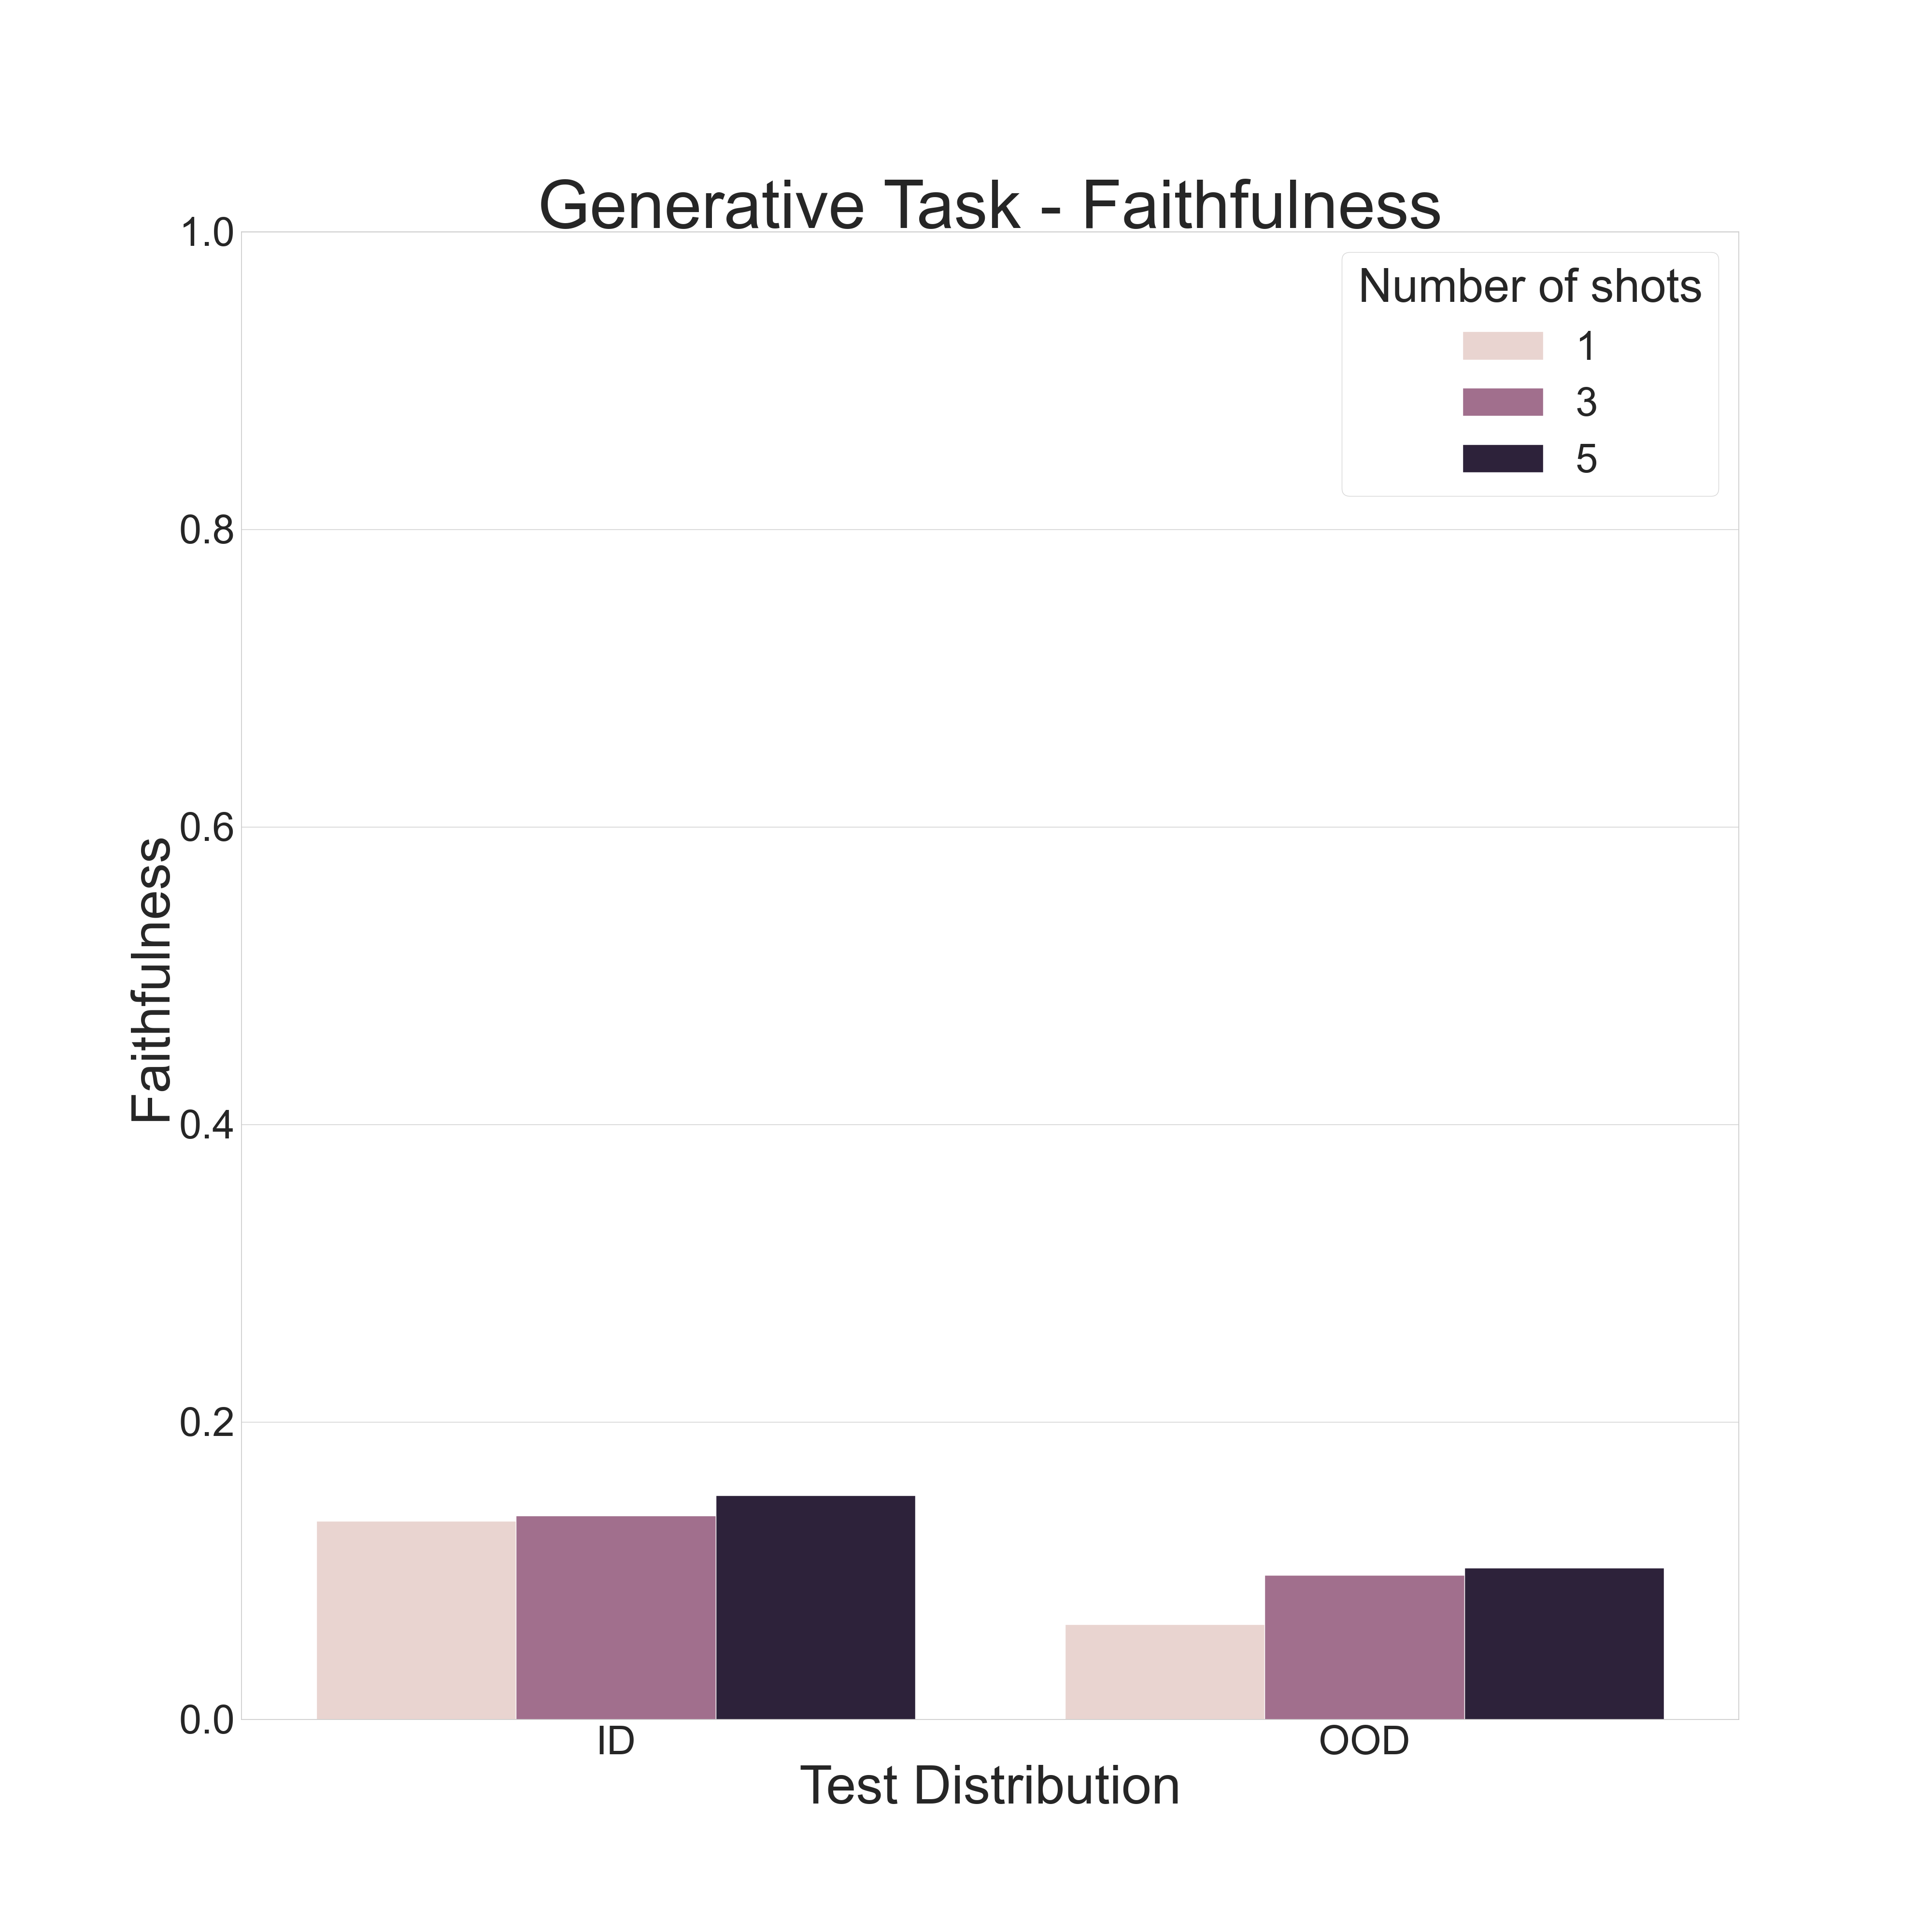 Generative Task - Faithfulness
Number of shots
1
3
5
1.0
0.8
0.6
0.4
0.2
0.0
Faithfulness
ID
OOD
Test Distribution